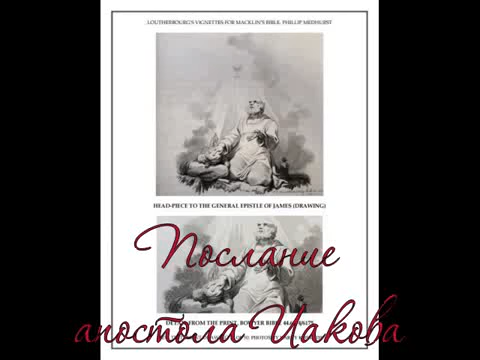 LOUTHERBOURG'S VIGNETTES FOR MACKLIN'S BIBLE. PHILLIP MEDHURST
HEAD-PIECE TO THE GENERAL EPISTLE OF JAMES (DRAWING)
Послание
FROM THE PRINT, BOWYER BIBLE
апостола Иакова